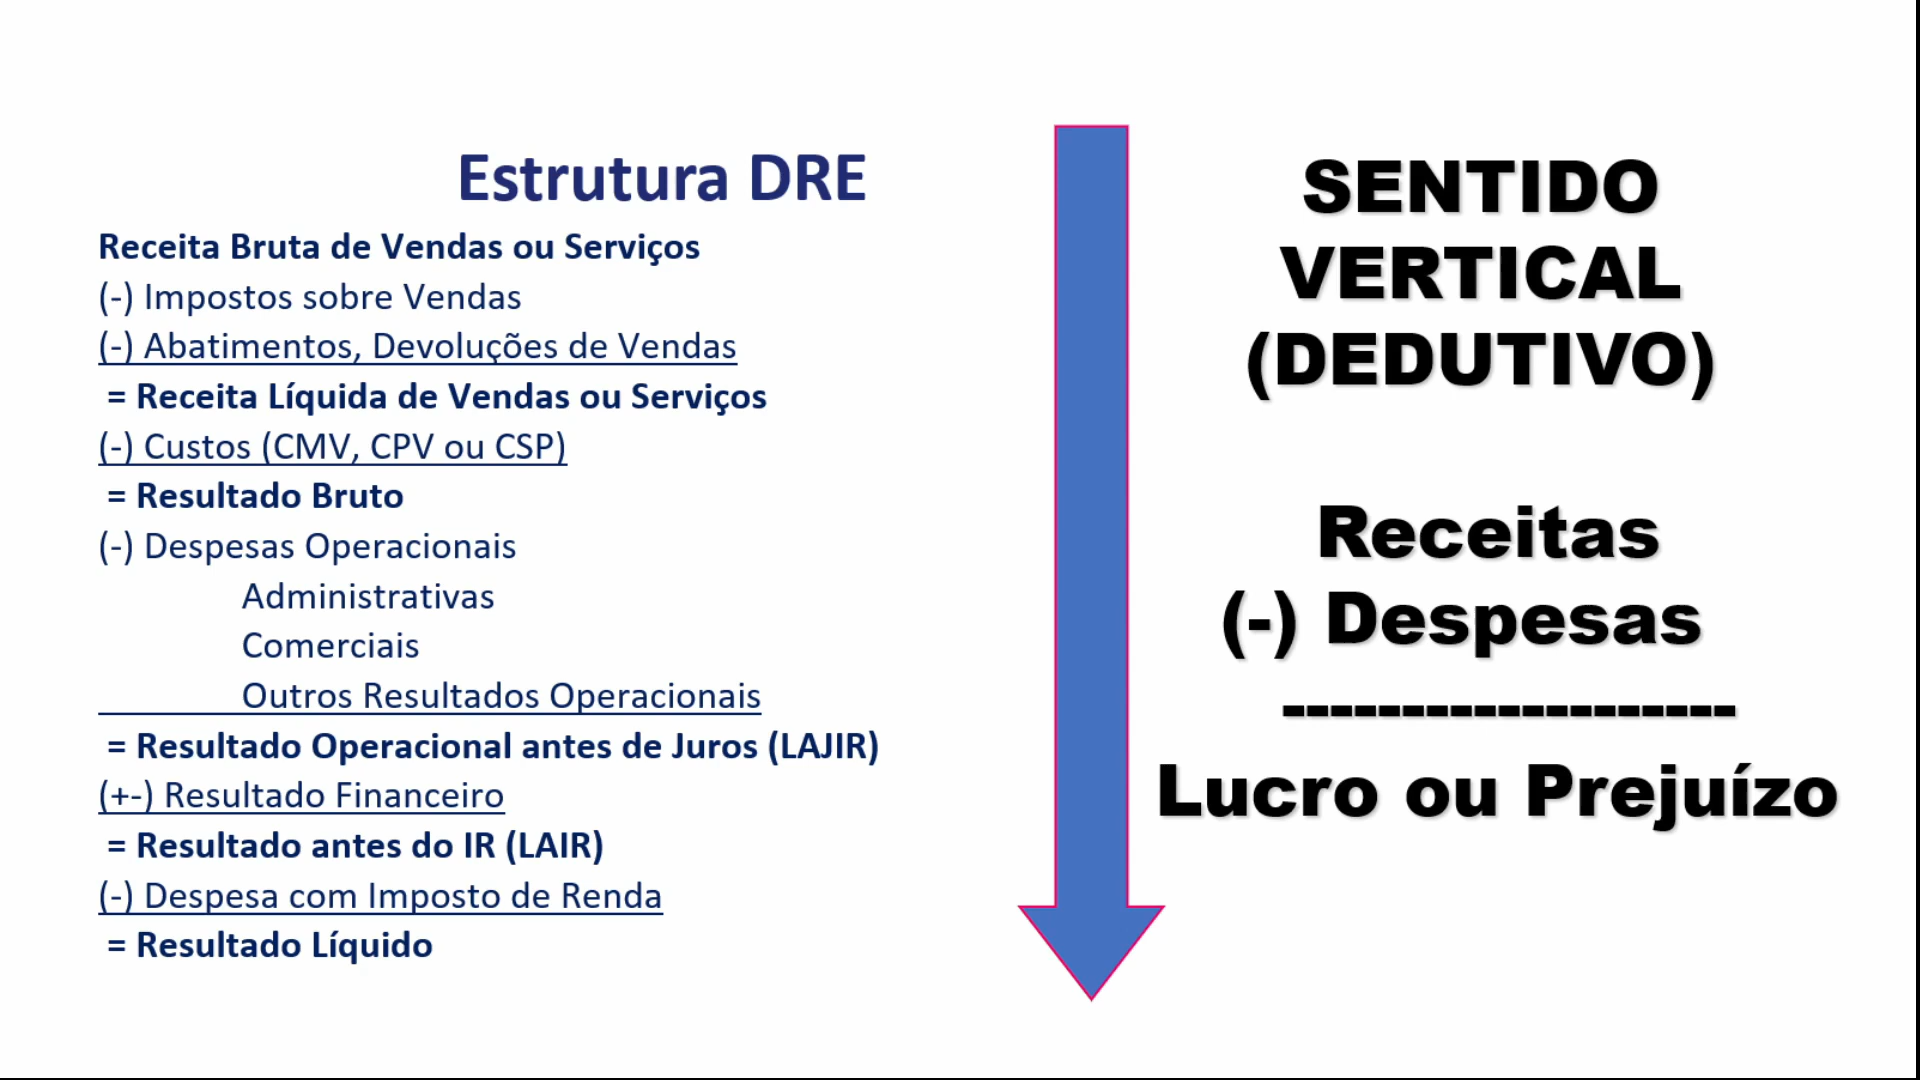 Estrutura DRE
Receita Bruta de Vendas ou Serviços
(-) Impostos sobre Vendas
(-) Abatimentos, Devoluções de Vendas
= Receita Líquida de Vendas ou Serviços
(-) Custos (CMV, CPV ou CSP)
= Resultado Bruto
(-) Despesas Operacionais
Administrativas
Comerciais
Outros Resultados Operacionais
= Resultado Operacional antes de Juros (LAJIR)
(+-) Resultado Financeiro
= Resultado antes do IR (LAIR)
(-) Despesa com Imposto de Renda
= Resultado Líquido
SENTIDO
VERTICAL
(DEDUTIVO)
Receitas
(-) Despesas
-------------------
Lucro ou Prejuízo